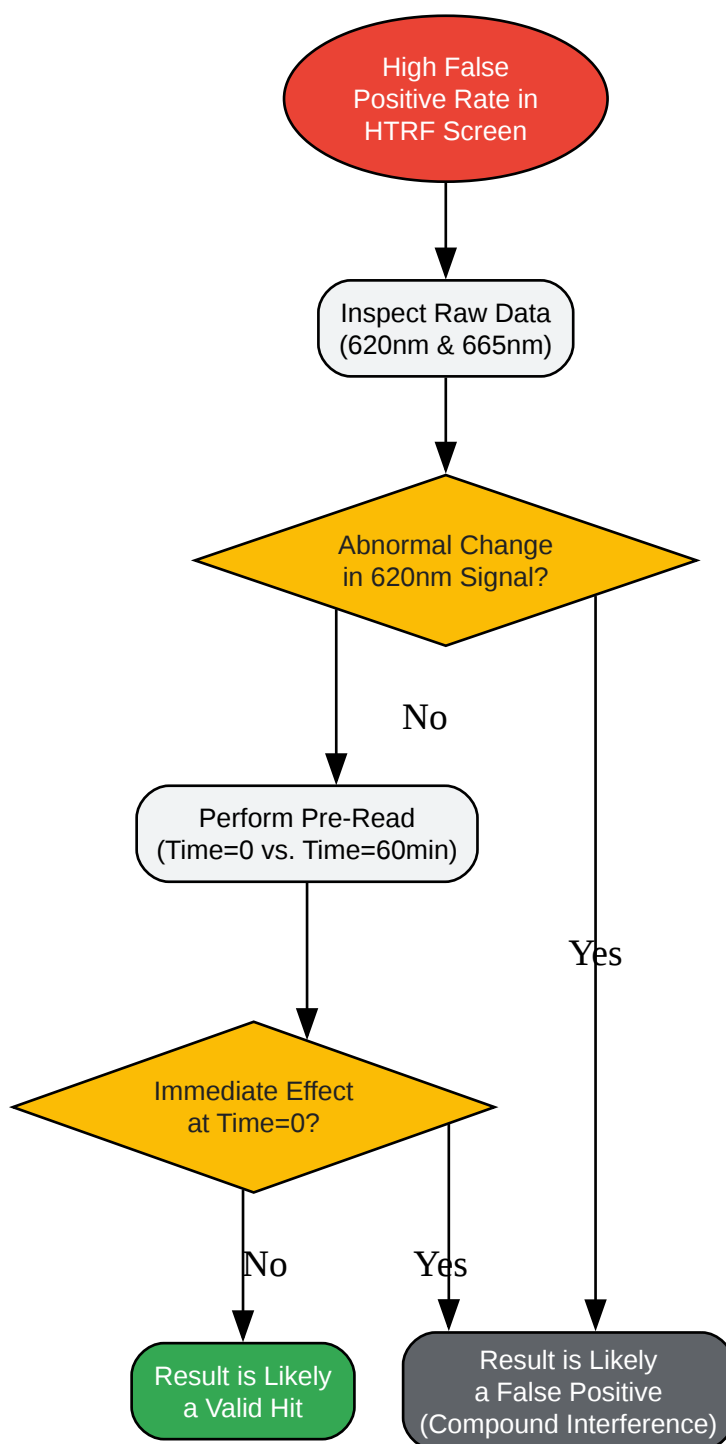 High False
Positive Rate in
HTRF Screen
Inspect Raw Data
(620nm & 665nm)
Abnormal Change
in 620nm Signal?
No
Perform Pre-Read
(Time=0 vs. Time=60min)
Yes
Immediate Effect
at Time=0?
No
Yes
Result is Likely
a Valid Hit
Result is Likely
a False Positive
(Compound Interference)